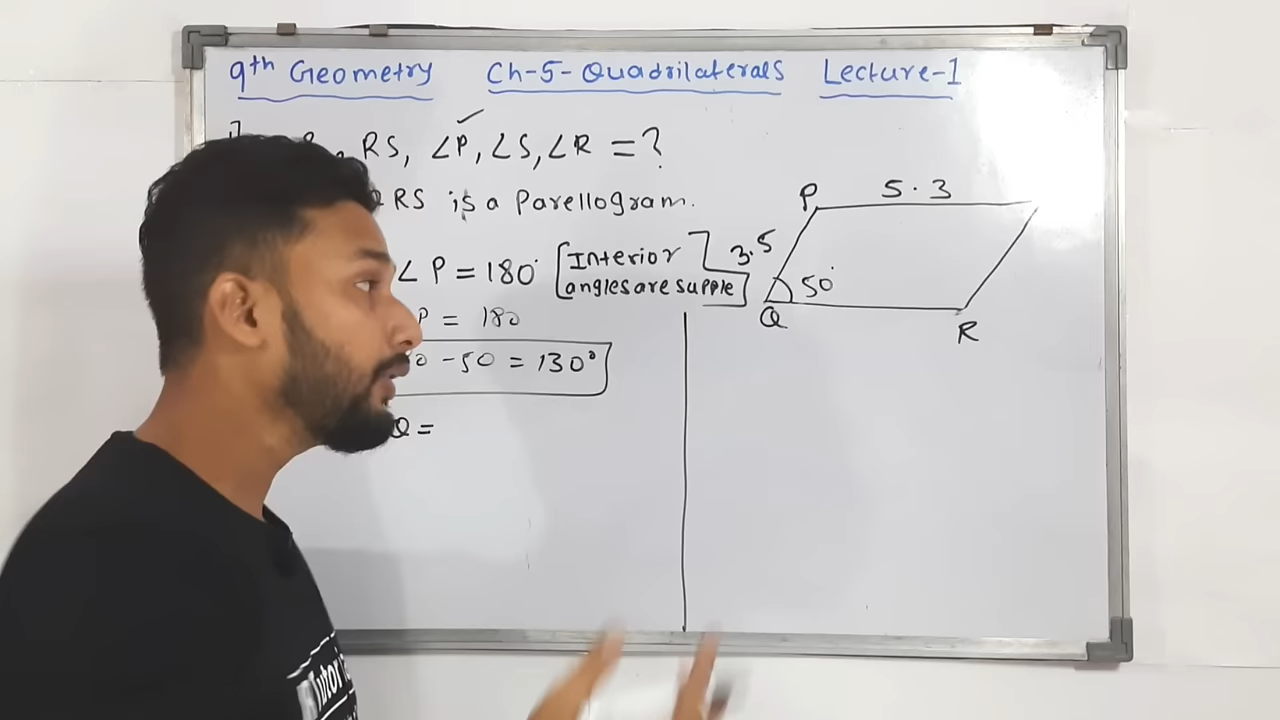 9th Geometry Ch-5-Quadrilaterals Lecture-1
RS, ∠P, ∠S, ∠R = ?
RS is a Parellogram.
∠P = 180° [Interior
angles are supple]
P = 180
-50 = 130°
Q =
P 5.3
3.5
50°
Q
R